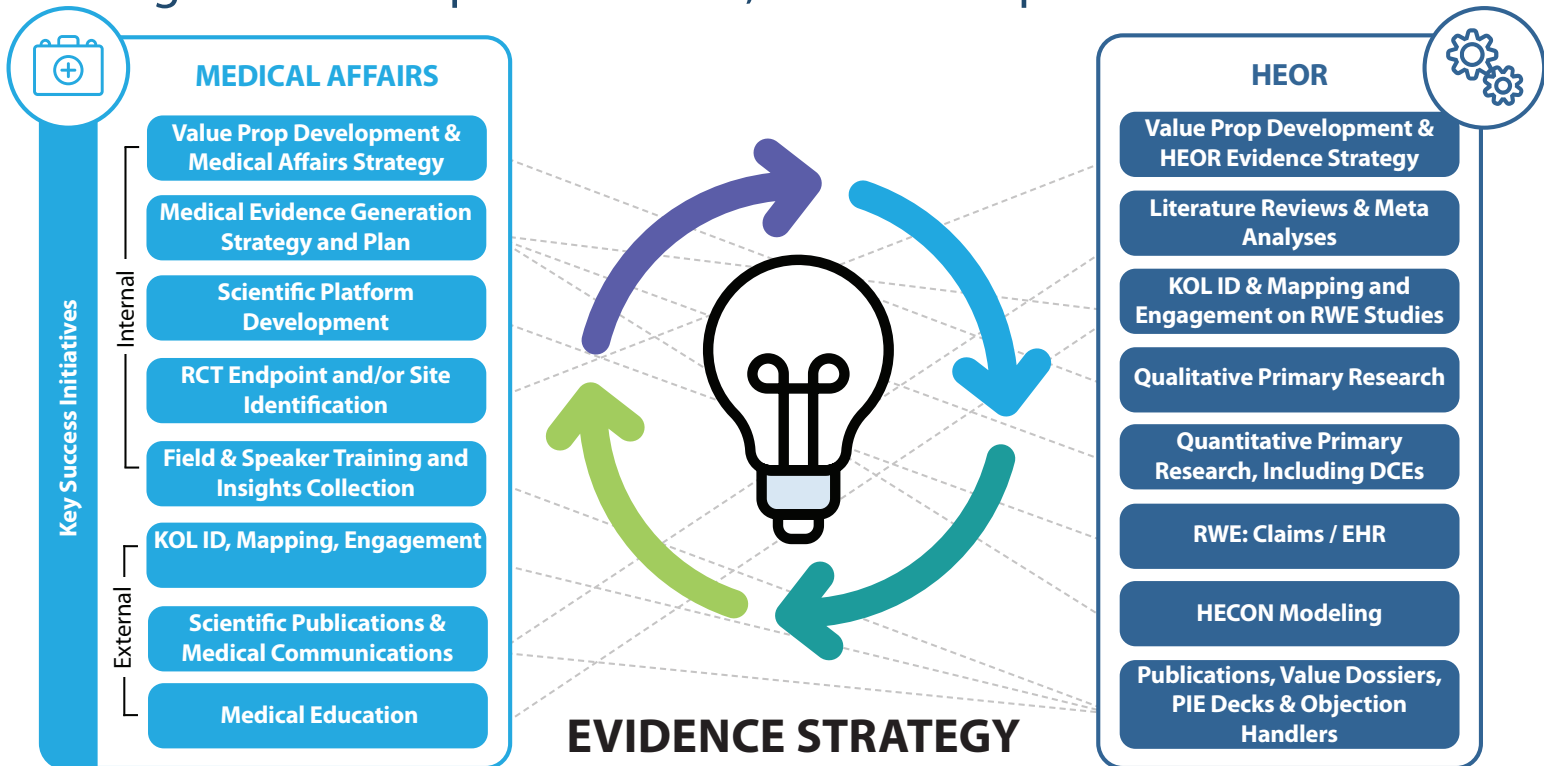 MEDICAL AFFAIRS
Key Success Initiatives
Internal
Value Prop Development &
Medical Affairs Strategy
Medical Evidence Generation
Strategy and Plan
Scientific Platform
Development
RCT Endpoint and/or Site
Identification
Field & Speaker Training and
Insights Collection
External
KOL ID, Mapping, Engagement
Scientific Publications &
Medical Communications
Medical Education
EVIDENCE STRATEGY
HEOR
Value Prop Development &
HEOR Evidence Strategy
Literature Reviews & Meta
Analyses
KOL ID & Mapping and
Engagement on RWE Studies
Qualitative Primary Research
Quantitative Primary
Research, Including DCEs
RWE: Claims / EHR
HECON Modeling
Publications, Value Dossiers,
PIE Decks & Objection
Handlers